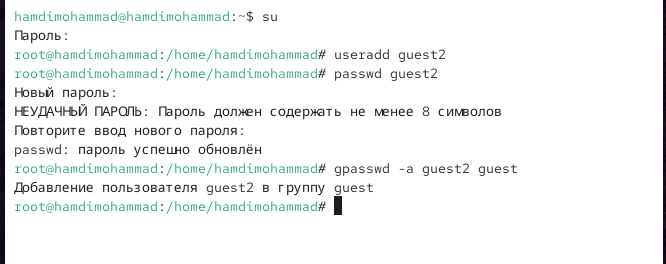 hamdimohammad@hamdimohammad:~$ su
Пароль:
root@hamdimohammad:/home/hamdimohammad# useradd guest2
root@hamdimohammad:/home/hamdimohammad# passwd guest2
Новый пароль:
НЕУДАЧНЫЙ ПАРОЛЬ: Пароль должен содержать не менее 8 символов
Повторите ввод нового пароля:
passwd: пароль успешно обновлён
root@hamdimohammad:/home/hamdimohammad# gpasswd -a guest2 guest
Добавление пользователя guest2 в группу guest
root@hamdimohammad:/home/hamdimohammad#